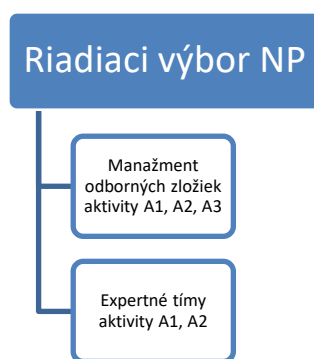 Riadiaci výbor NP
Manažment
odborných zložiek
aktivity A1, A2, A3
Expertné tímy
aktivity A1, A2